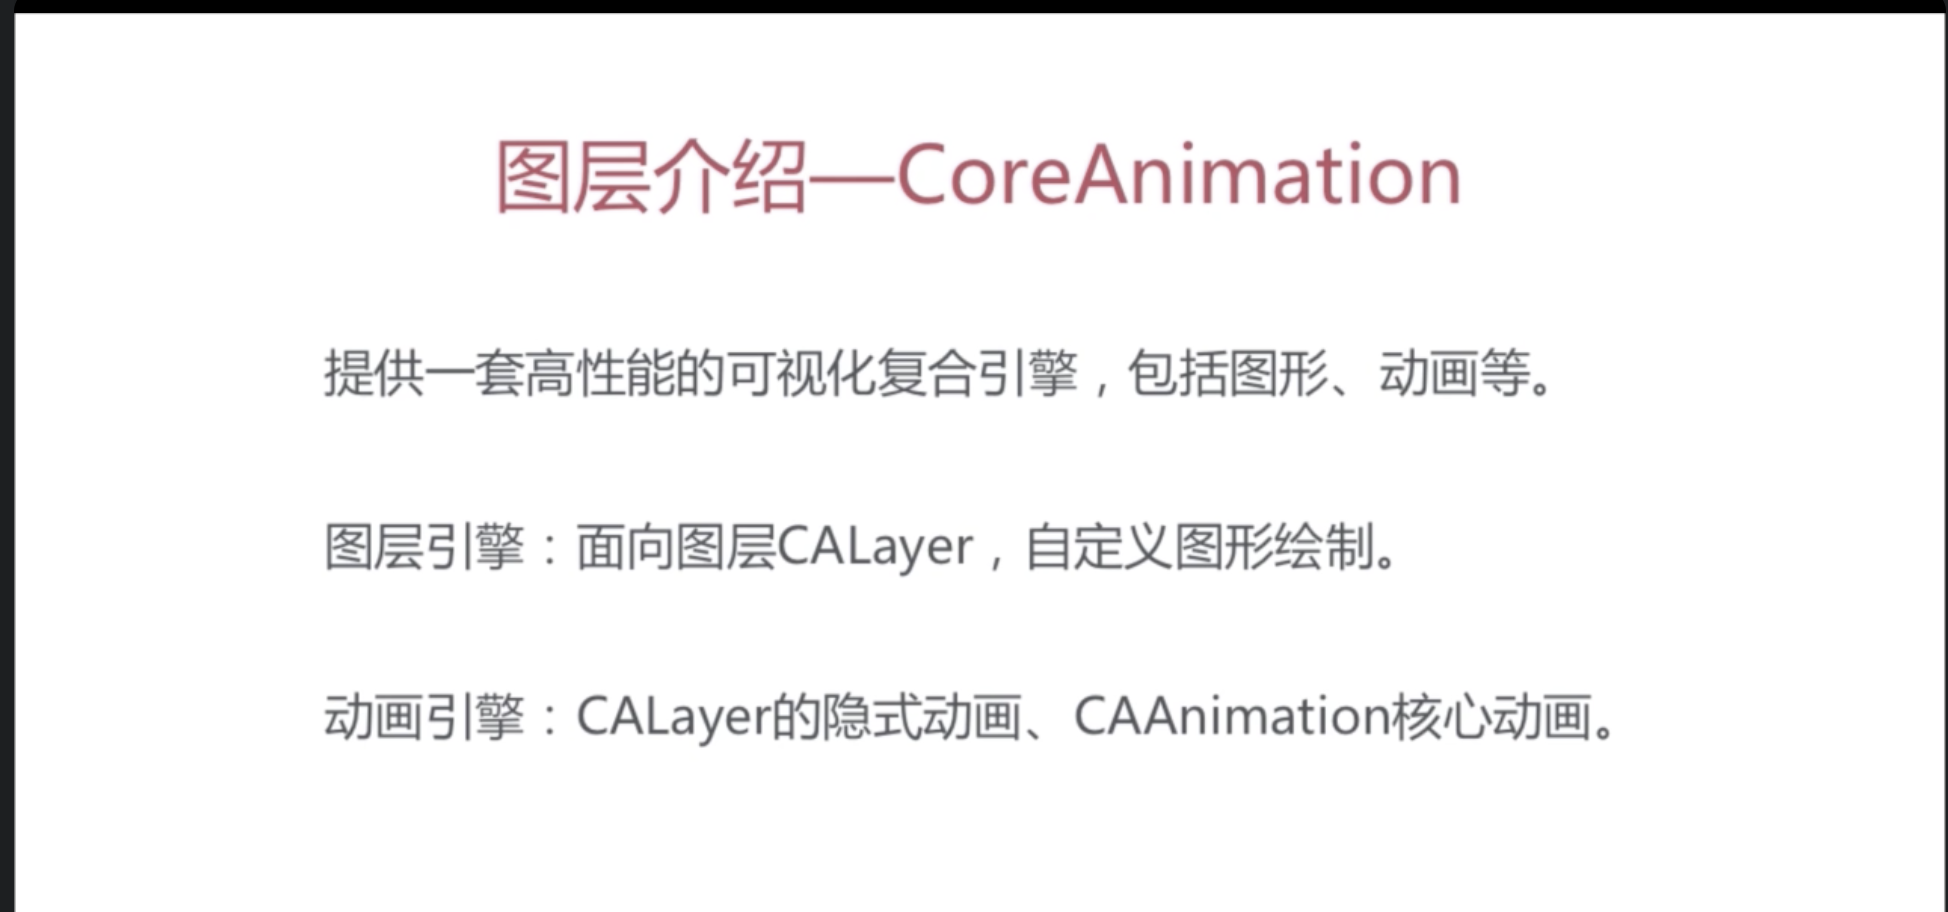 图层介绍—CoreAnimation
提供一套高性能的可视化复合引擎，包括图形、动画等。
图层引擎：面向图层CALayer，自定义图形绘制。
动画引擎：CALayer的隐式动画、CAAnimation核心动画。